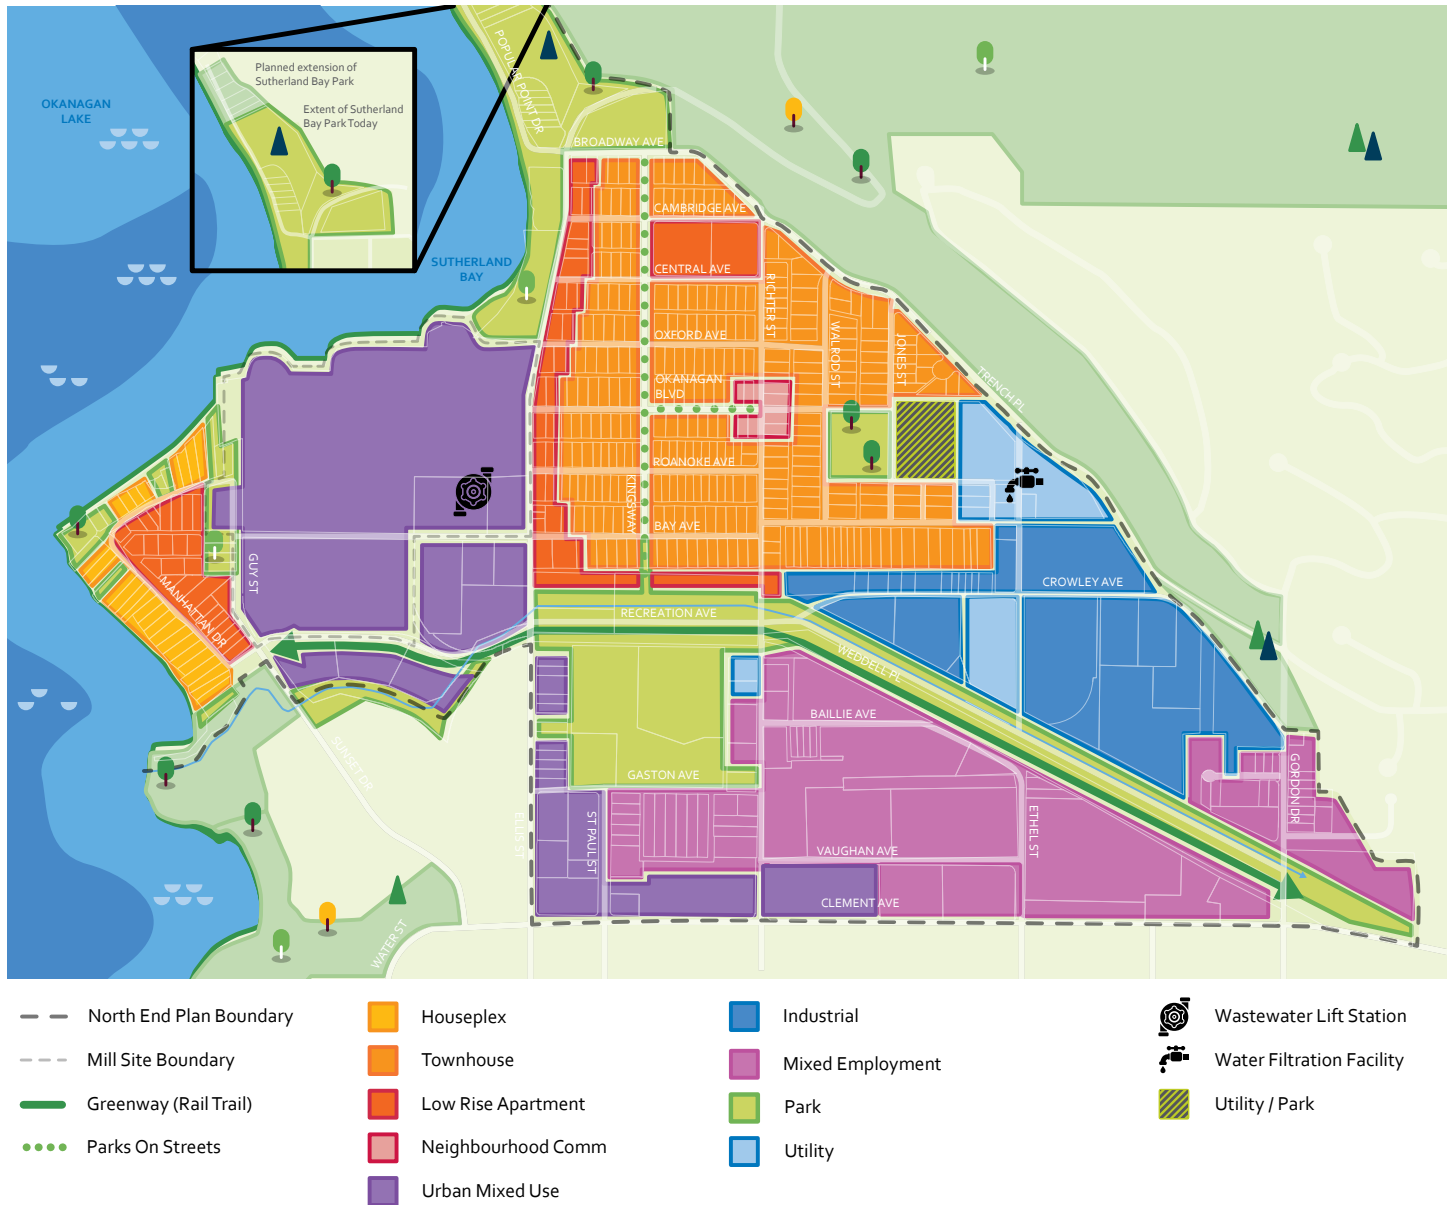 Planned extension of
Sutherland Bay Park
Extent of Sutherland
Bay Park Today
OKANAGAN
LAKE
SUTHERLAND
BAY
POPULAR POINT DR
BROADWAY AVE
CAMBRIDGE AVE
CENTRAL AVE
RICHTER ST
OXFORD AVE
WALROD ST
JONES ST
TRENCH PL
OKANAGAN
BLVD
ROANOKE AVE
KINGSWAY
BAY AVE
GUY ST
MANHATTAN DR
CROWLEY AVE
RECREATION AVE
WEDDELL PL
BAILLIE AVE
SUNSET DR
GASTON AVE
GORDON DR
ELLIS ST
ST PAUL ST
ETHEL ST
VAUGHAN AVE
CLEMENT AVE
WATER ST
North End Plan Boundary
Mill Site Boundary
Greenway (Rail Trail)
Parks On Streets
Houseplex
Townhouse
Low Rise Apartment
Neighbourhood Comm
Urban Mixed Use
Industrial
Mixed Employment
Park
Utility
Wastewater Lift Station
Water Filtration Facility
Utility / Park